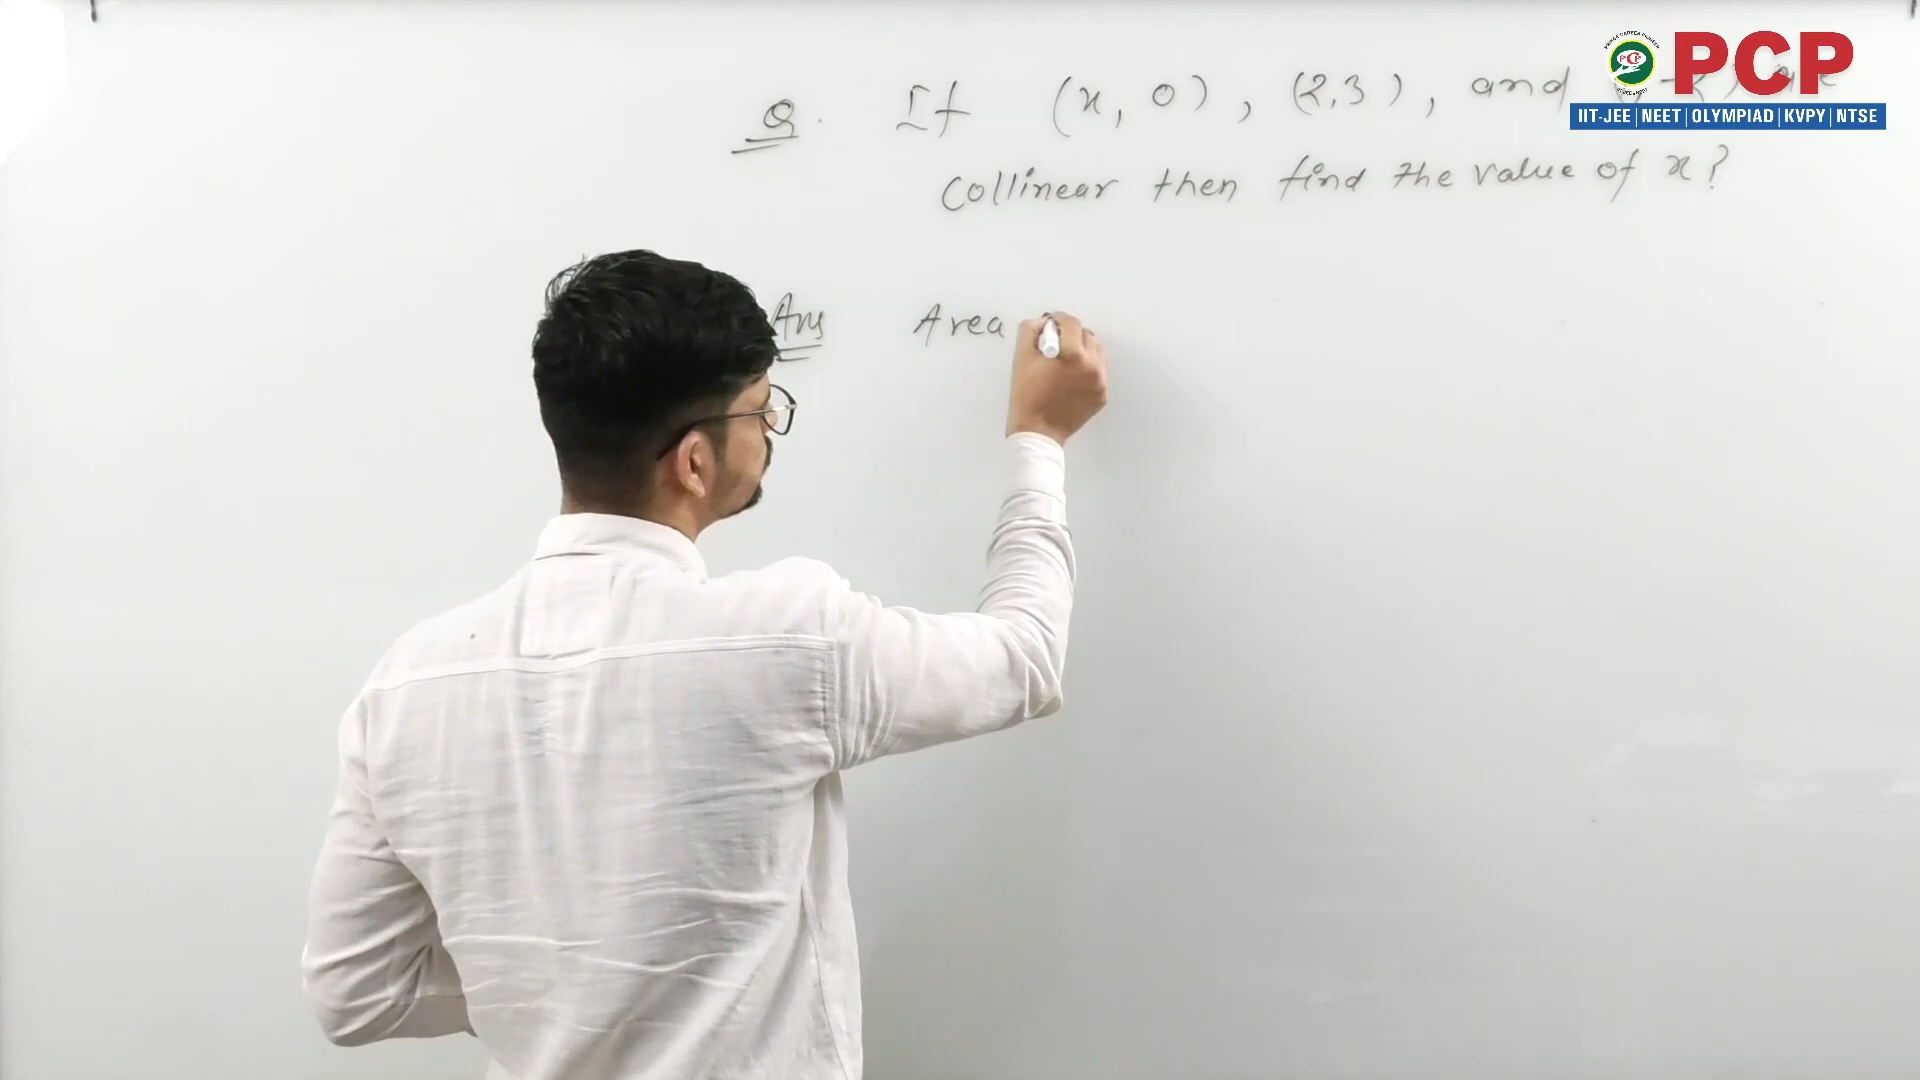 PCP
IIT-JEE | NEET | OLYMPIAD | KVPY | NTSE
Q. If (x, 0), (2,3), and
Collinear then find the value of x?
Ans Area